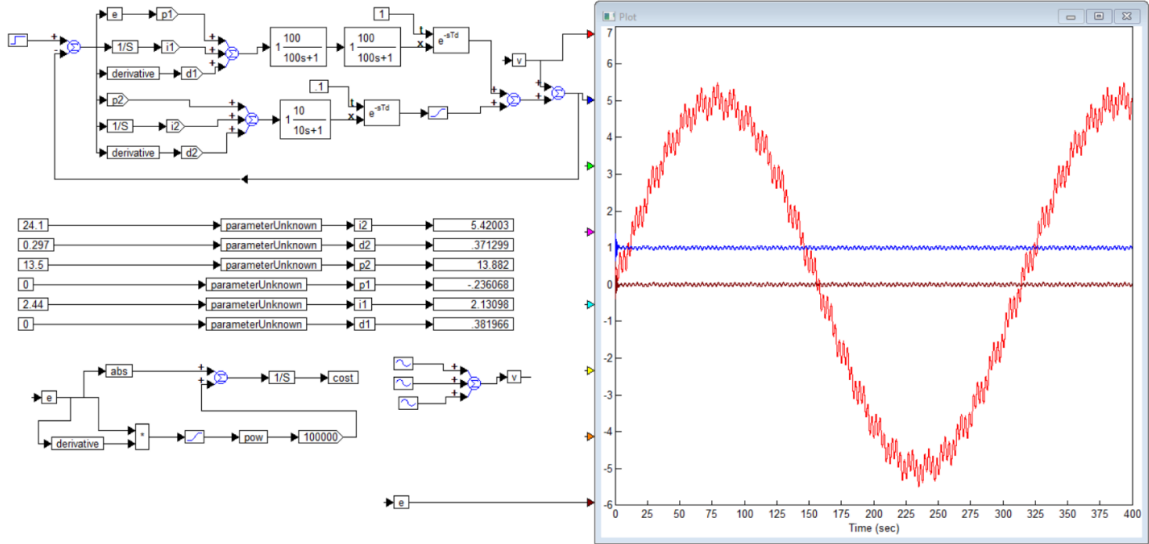 Plot
e p1
1/S i1
derivative d1
p2
1/S i2
derivative d2
1 100 100s+1
1 100 100s+1
1
t
x e-sTd
.1
1 10 10s+1
t
x e-sTd
v
24.1 parameterUnknown i2 5.42003
0.297 parameterUnknown d2 .371299
13.5 parameterUnknown p2 13.882
0 parameterUnknown p1 -.236068
2.44 parameterUnknown i1 2.13098
0 parameterUnknown d1 .381966
abs
1/S cost
e
derivative * pow 100000
v
e
7
6
5
4
3
2
1
0
-1
-2
-3
-4
-5
-6
0 25 50 75 100 125 150 175 200 225 250 275 300 325 350 375 400
Time (sec)